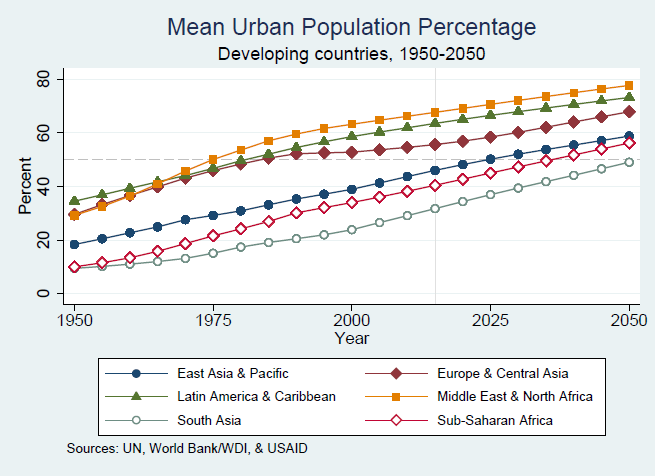 Mean Urban Population Percentage
Developing countries, 1950-2050
80
60
40
20
0
Percent
1950 1975 2000 2025 2050
Year
East Asia & Pacific Europe & Central Asia
Latin America & Caribbean Middle East & North Africa
South Asia Sub-Saharan Africa
Sources: UN, World Bank/WDI, & USAID